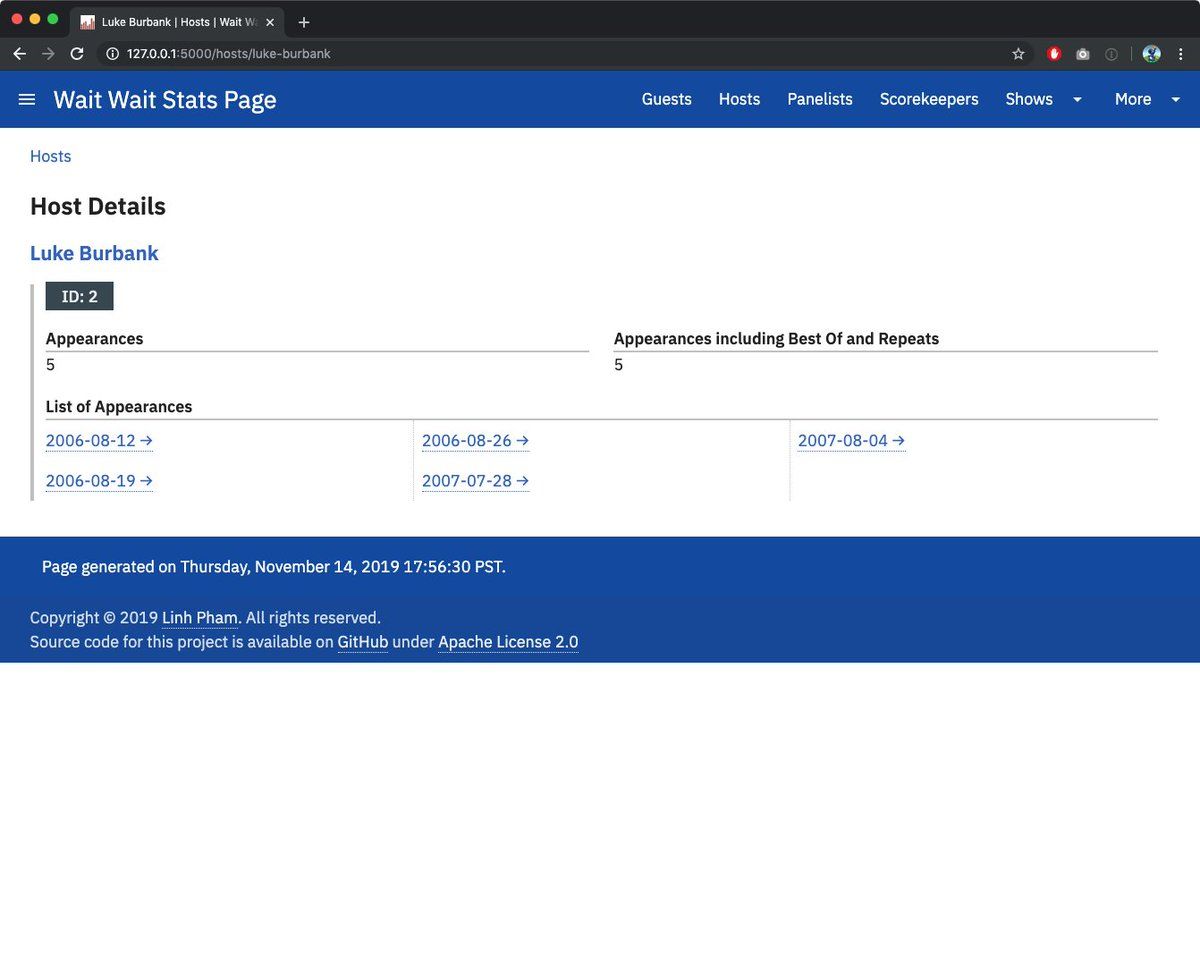 Luke Burbank | Hosts | Wait W
127.0.0.1:5000/hosts/luke-burbank
Wait Wait Stats Page
Guests
Hosts
Panelists
Scorekeepers
Shows
More
Hosts
Host Details
Luke Burbank
ID: 2
Appearances
5
Appearances including Best Of and Repeats
5
List of Appearances
2006-08-12 →
2006-08-19 →
2006-08-26 →
2007-07-28 →
2007-08-04 →
Page generated on Thursday, November 14, 2019 17:56:30 PST.
Copyright © 2019 Linh Pham. All rights reserved.
Source code for this project is available on GitHub under Apache License 2.0